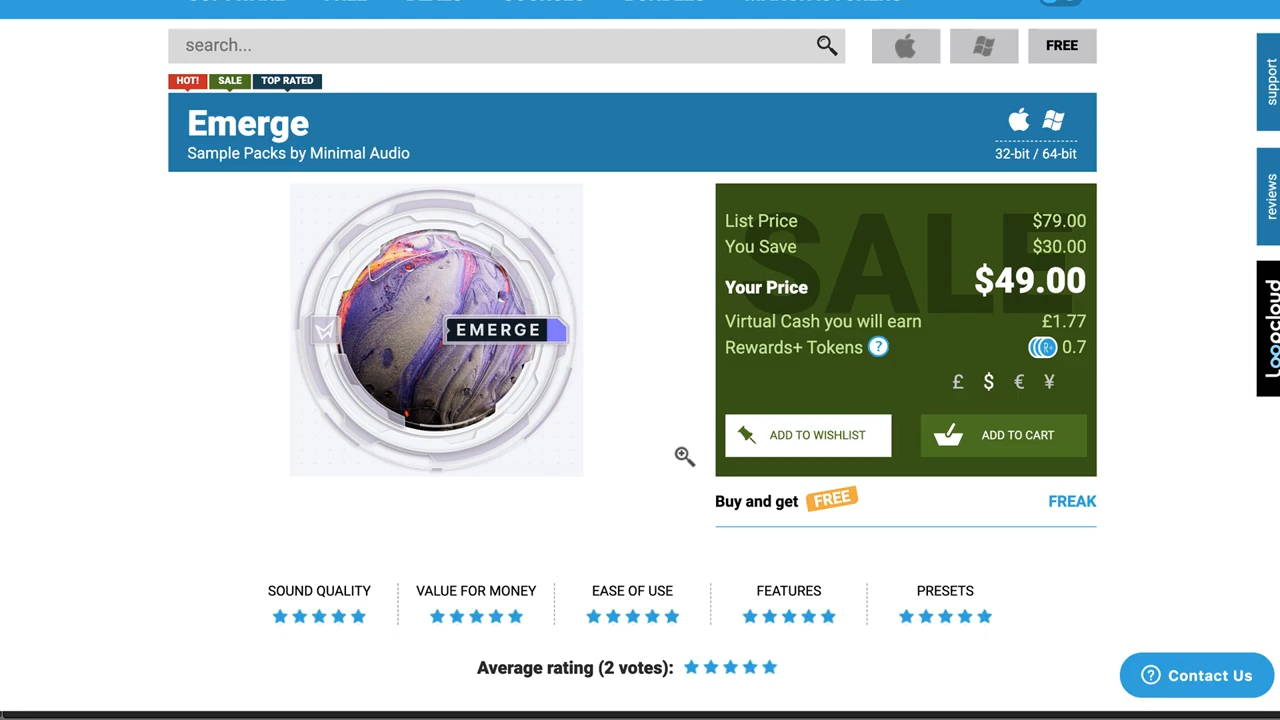 search...
FREE
HOT!
SALE
TOP RATED
Emerge
Sample Packs by Minimal Audio
32-bit / 64-bit
EMERGE
SALE
List Price $79.00
You Save $30.00
Your Price $49.00
Virtual Cash you will earn £1.77
Rewards+ Tokens ? R+ 0.7
£ $ € ¥
ADD TO WISHLIST
ADD TO CART
Buy and get FREE FREAK
SOUND QUALITY
VALUE FOR MONEY
EASE OF USE
FEATURES
PRESETS
Average rating (2 votes):
support
reviews
loopcloud
? Contact Us